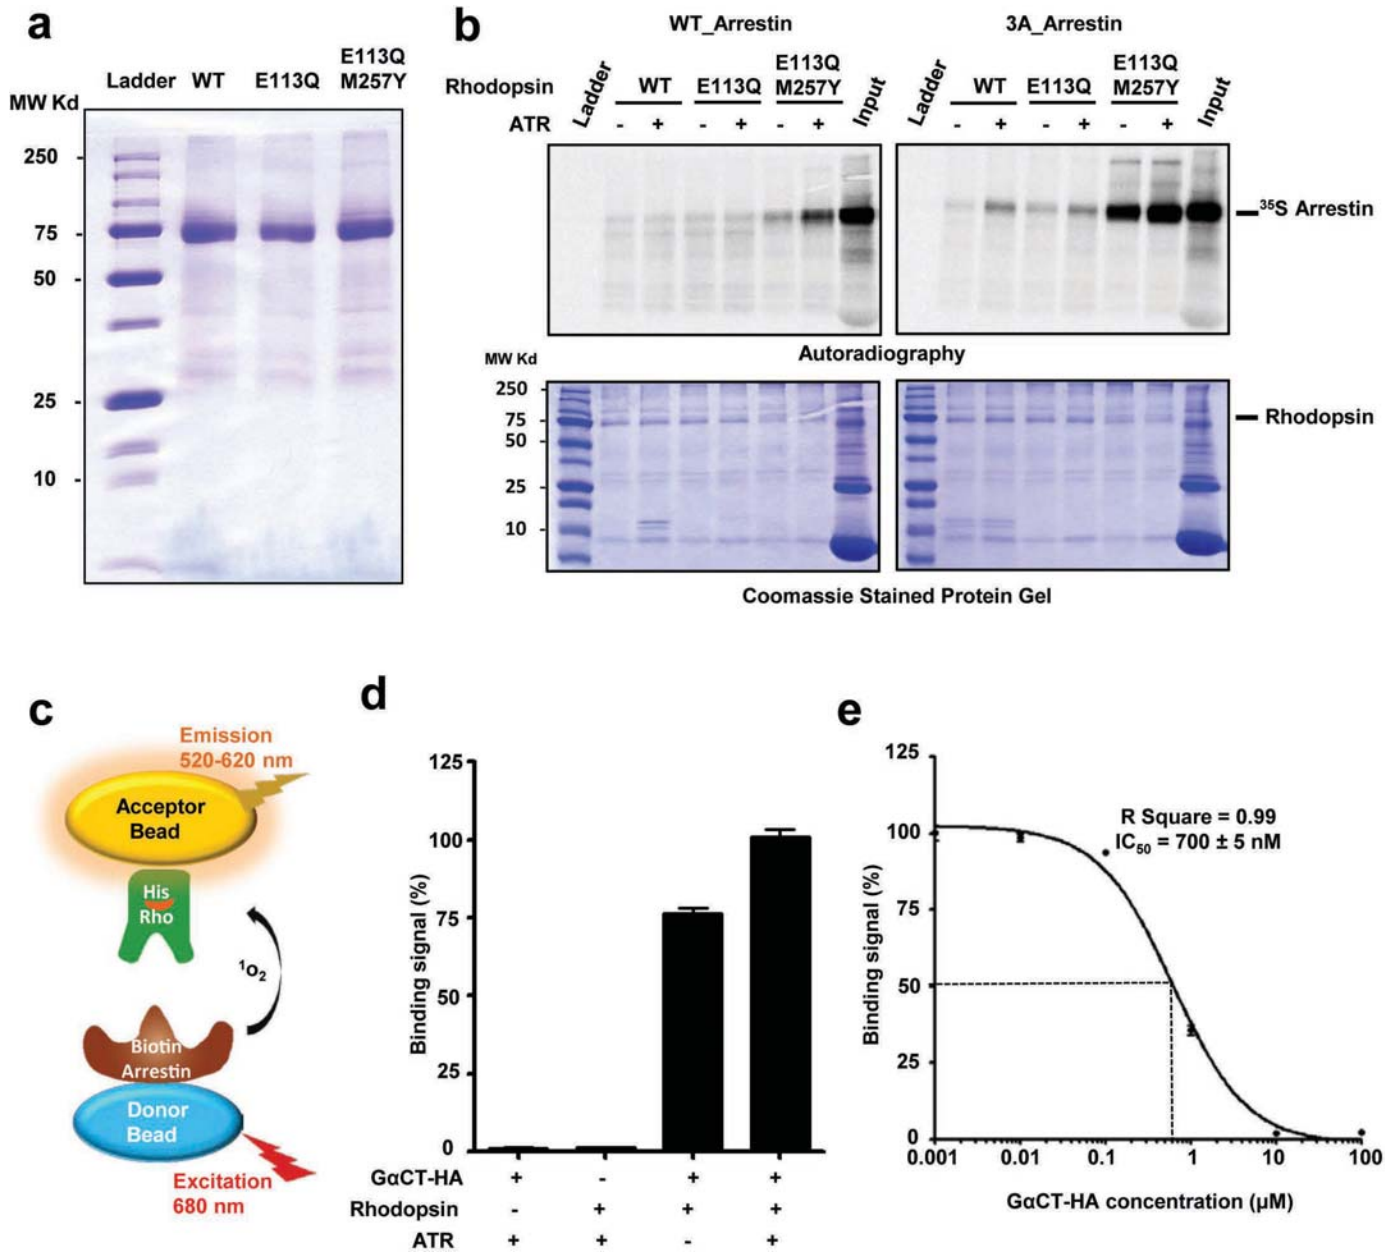 a
E113Q
Ladder WT E113Q M257Y
MW Kd
250 -
75 -
50 -
25 -
10 -
b
WT_Arrestin 3A_Arrestin
Rhodopsin Ladder WT E113Q E113Q M257Y Input Ladder WT E113Q E113Q M257Y Input
ATR - + - + - + - + - + - +
35S Arrestin
Autoradiography
MW Kd
250 -
75 -
50 -
25 -
10 -
Rhodopsin
Coomassie Stained Protein Gel
c
Emission
520-620 nm
Acceptor
Bead
His
Rho
¹O₂
Biotin
Arrestin
Donor
Bead
Excitation
680 nm
d
Binding signal (%)
125
100
75
50
25
0
GαCT-HA + - + +
Rhodopsin - + + +
ATR + + - +
e
Binding signal (%)
125
100
75
50
25
0
R Square = 0.99
IC₅₀ = 700 ± 5 nM
0.001 0.01 0.1 1 10 100
GαCT-HA concentration (µM)